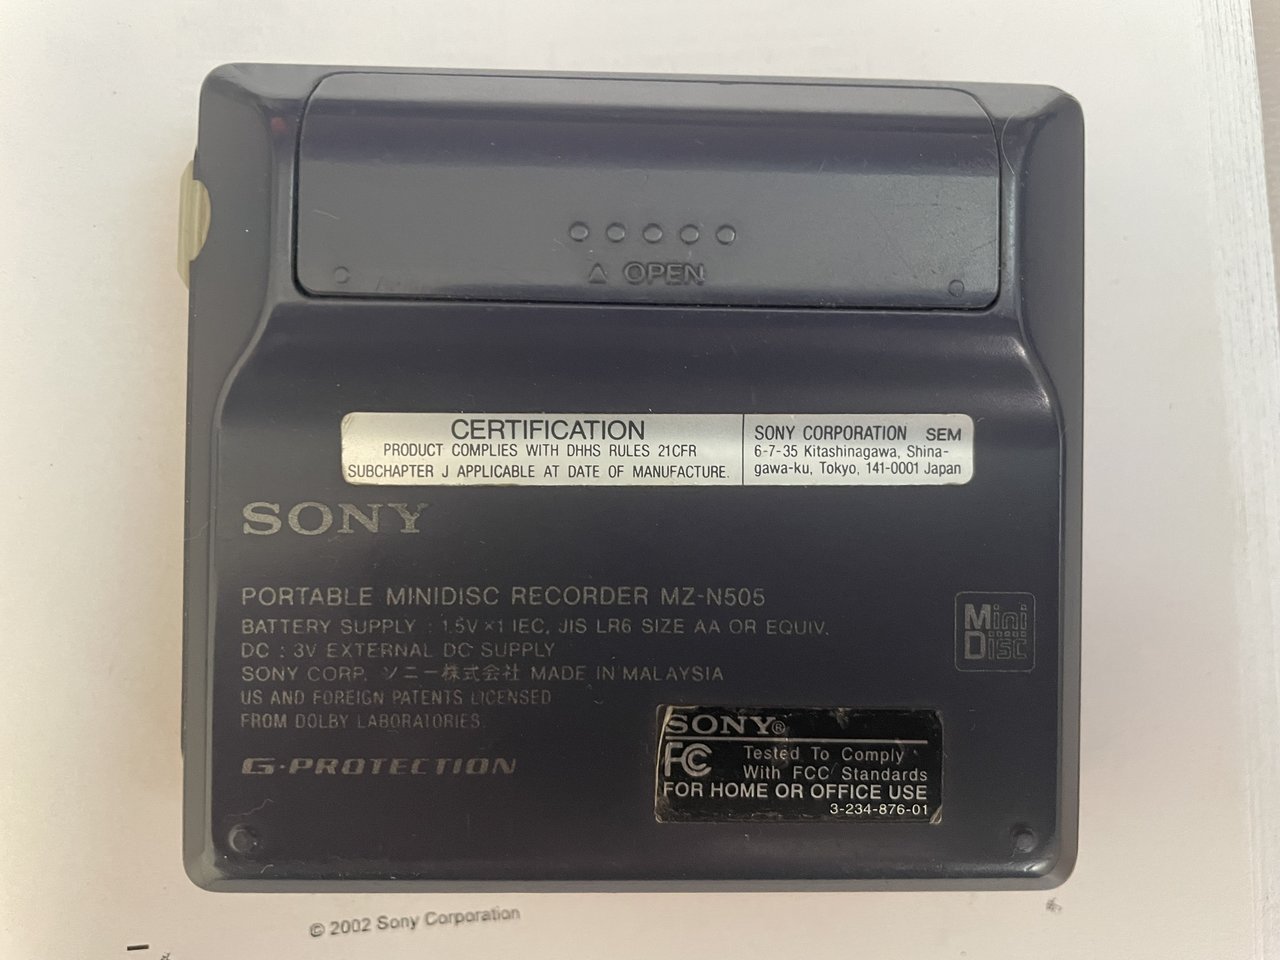 △ OPEN
CERTIFICATION
PRODUCT COMPLIES WITH DHHS RULES 21CFR
SUBCHAPTER J APPLICABLE AT DATE OF MANUFACTURE.
SONY CORPORATION SEM
6-7-35 Kitashinagawa, Shina-
gawa-ku, Tokyo, 141-0001 Japan
SONY
PORTABLE MINIDISC RECORDER MZ-N505
BATTERY SUPPLY : 1.5V ×1 IEC, JIS LR6 SIZE AA OR EQUIV.
DC : 3V EXTERNAL DC SUPPLY
SONY CORP. ソニー株式会社 MADE IN MALAYSIA
US AND FOREIGN PATENTS LICENSED
FROM DOLBY LABORATORIES
G-PROTECTION
Mini
Disc
SONY®
FC Tested To Comply
With FCC Standards
FOR HOME OR OFFICE USE
3-234-876-01
© 2002 Sony Corporation